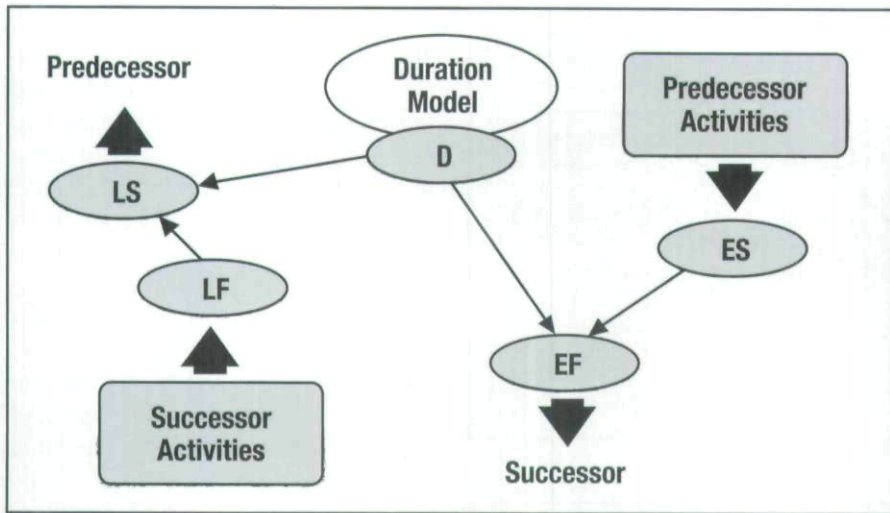 Predecessor
Duration
Model
Predecessor
Activities
D
LS
ES
LF
EF
Successor
Activities
Successor